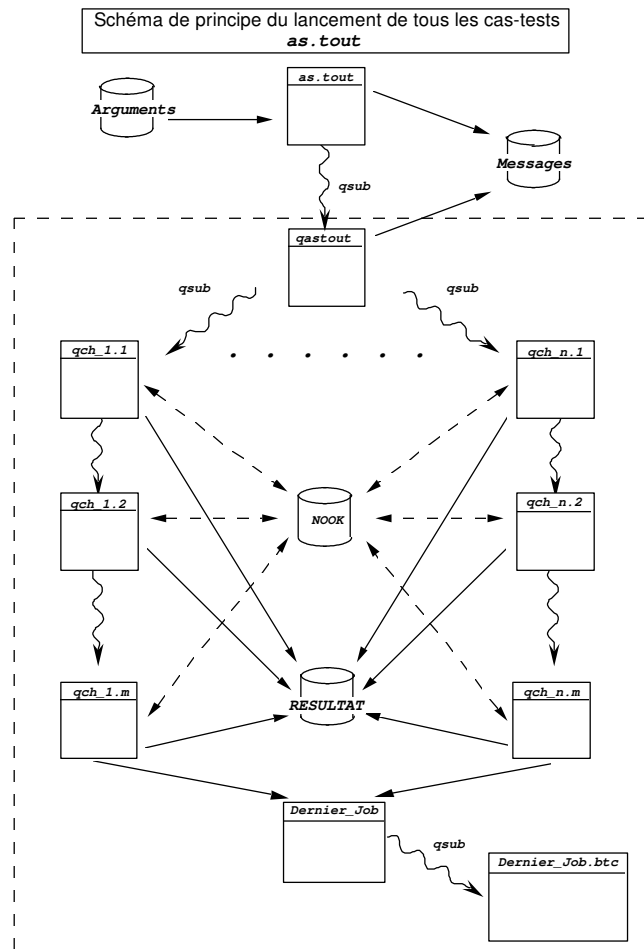 Schéma de principe du lancement de tous les cas-tests
as.tout
as.tout
Arguments
Messages
qsub
qastout
qsub
qsub
qch_1.1
qch_n.1
. . . . . .
qch_1.2
qch_n.2
NOOK
qch_1.m
qch_n.m
RESULTAT
Dernier_Job
qsub
Dernier_Job.btc